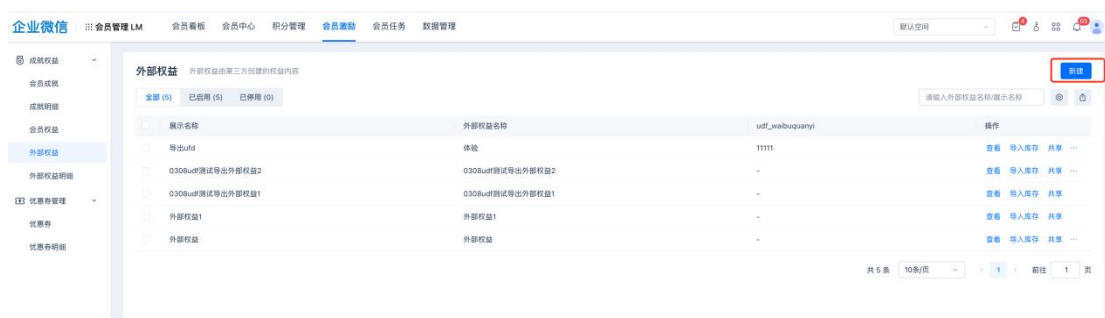 企业微信 会员管理 LM 会员看板 会员中心 积分管理 会员激励 会员任务 数据管理 默认空间 4 65
成就权益
会员成就
成就明细
会员权益
外部权益
外部权益明细
优惠券管理
优惠券
优惠券明细
外部权益 外部权益由第三方创建的权益内容 新建
全部 (5) 已启用 (5) 已停用 (0) 请输入外部权益名称/展示名称
展示名称 外部权益名称 udf_waibuquanyi 操作
导出ufd 体验 11111 查看 导入库存 共享 ...
0308udf测试导出外部权益2 0308udf测试导出外部权益2 - 查看 导入库存 共享 ...
0308udf测试导出外部权益1 0308udf测试导出外部权益1 - 查看 导入库存 共享
外部权益1 外部权益1 - 查看 导入库存 共享
外部权益 外部权益 - 查看 导入库存 共享 ...
共 5 条 10条/页 < 1 > 前往 1 页